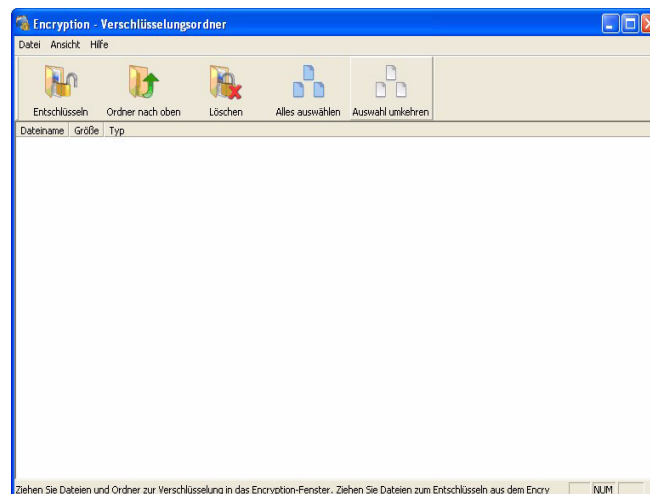 Encryption - Verschlüsselungsordner
Datei Ansicht Hilfe
Entschlüsseln Ordner nach oben Löschen Alles auswählen Auswahl umkehren
Dateiname Größe Typ
Ziehen Sie Dateien und Ordner zur Verschlüsselung in das Encryption-Fenster. Ziehen Sie Dateien zum Entschlüsseln aus dem Encry NUM